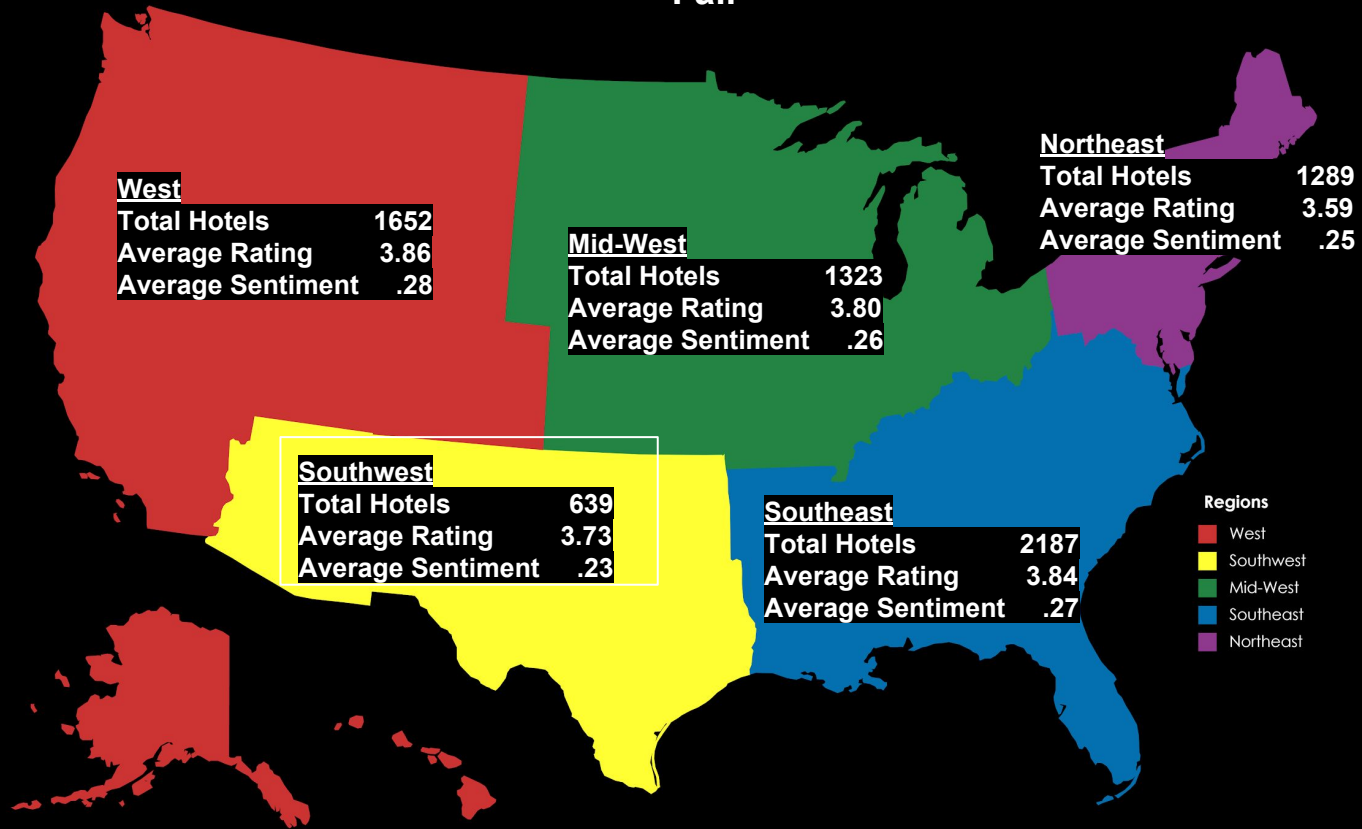 West
Total Hotels 1652
Average Rating 3.86
Average Sentiment .28
Mid-West
Total Hotels 1323
Average Rating 3.80
Average Sentiment .26
Northeast
Total Hotels 1289
Average Rating 3.59
Average Sentiment .25
Southwest
Total Hotels 639
Average Rating 3.73
Average Sentiment .23
Southeast
Total Hotels 2187
Average Rating 3.84
Average Sentiment .27
Regions
West
Southwest
Mid-West
Southeast
Northeast